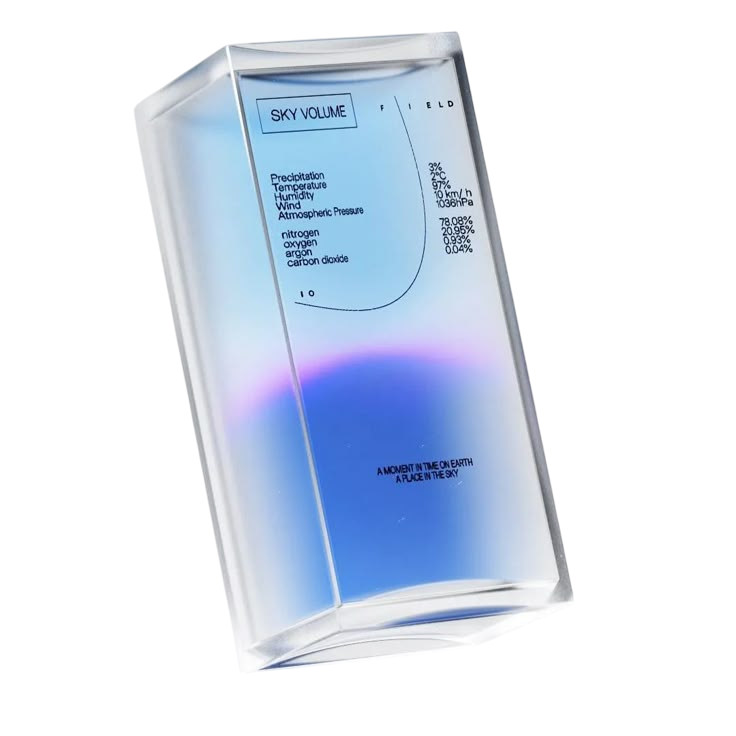 SKY VOLUME
F I E L D
Precipitation 3%
Temperature 2°C
Humidity 97%
Wind 10 km/h
Atmospheric Pressure 1036hPa
nitrogen 78.08%
oxygen 20.95%
argon 0.93%
carbon dioxide 0.04%
I O
A MOMENT IN TIME ON EARTH
A PLACE IN THE SKY